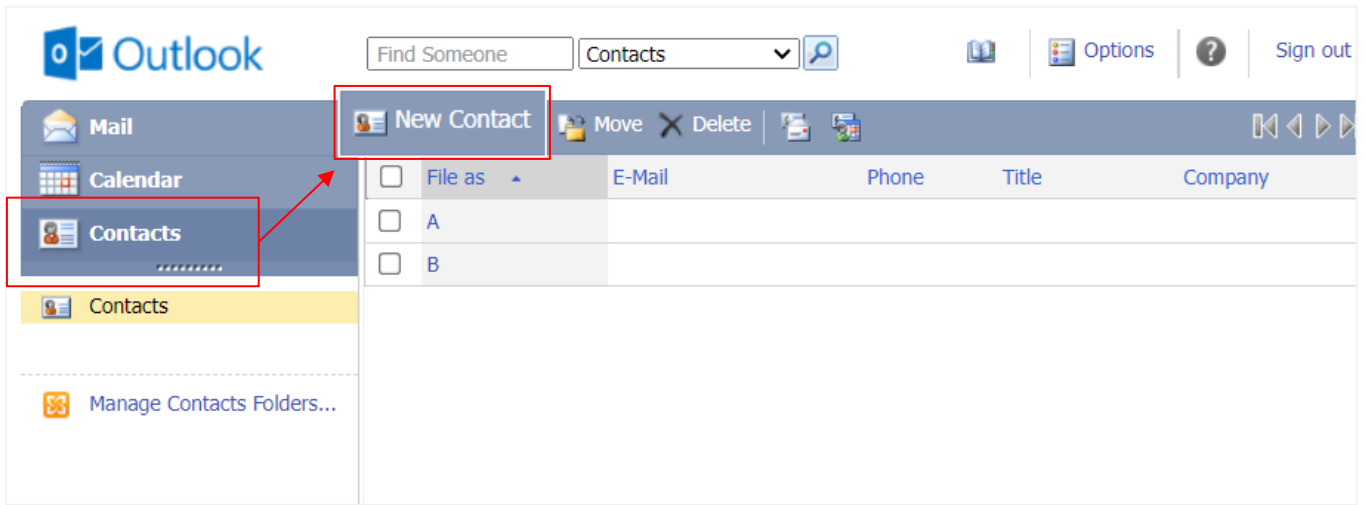 Outlook
Find Someone Contacts Options Sign out
Mail New Contact Move Delete
Calendar File as E-Mail Phone Title Company
Contacts A
B
Contacts
Manage Contacts Folders...